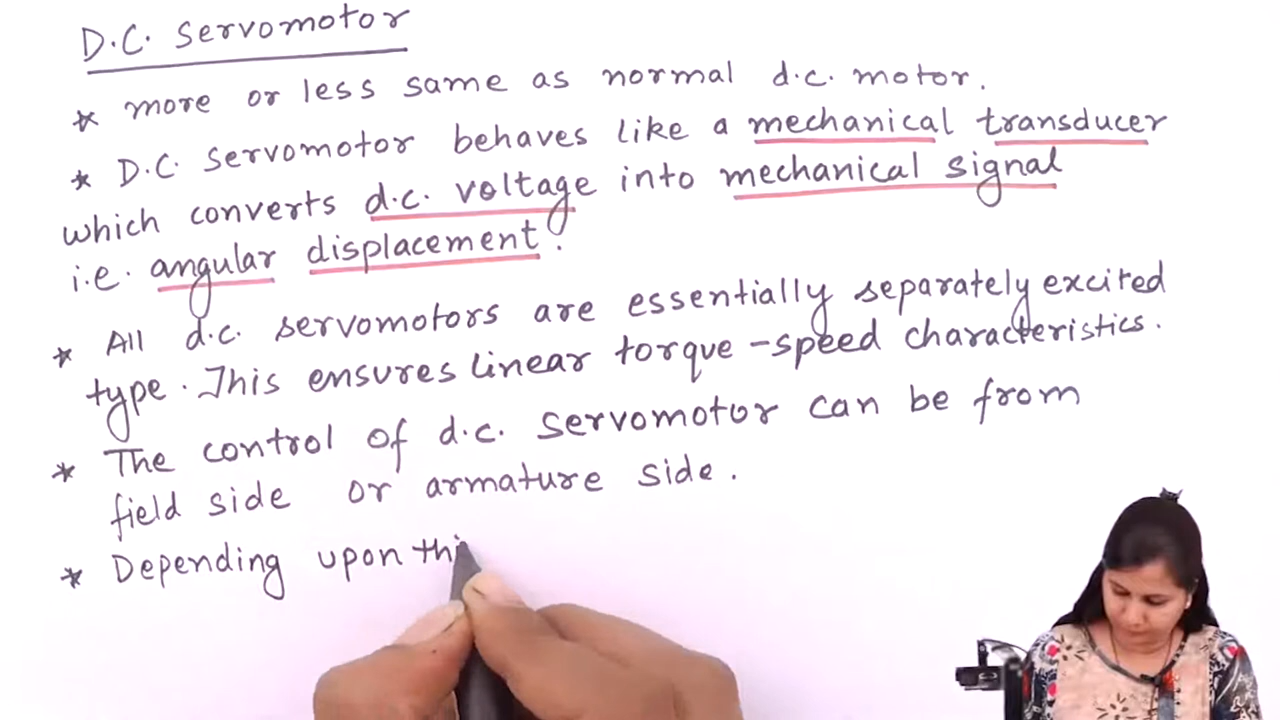 D.C. Servomotor
* more or less same as normal d.c. motor.
* D.C. Servomotor behaves like a mechanical transducer
which converts d.c. voltage into mechanical signal
i.e. angular displacement.
* All d.c. servomotors are essentially separately excited
type. This ensures linear torque-speed characteristics.
* The control of d.c. servomotor can be from
field side or armature side.
* Depending upon thi